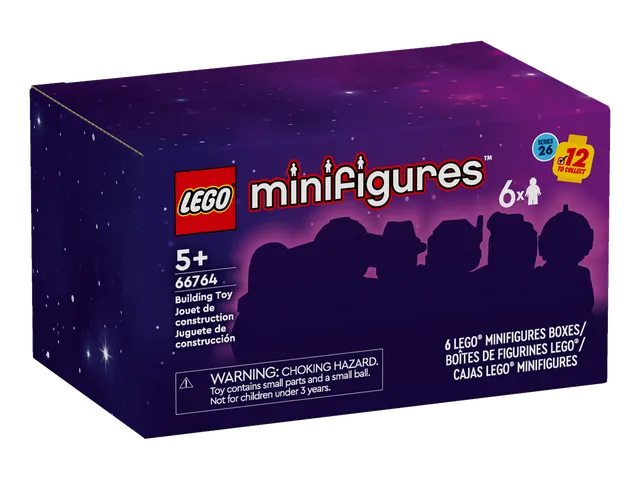 SERIES
26
12
TO COLLECT
LEGO
minifigures™
6x
5+
66764
Building Toy
Jouet de
construction
Juguete de
construcción
6 LEGO® MINIFIGURES BOXES/
BOÎTES DE FIGURINES LEGO®/
CAJAS LEGO® MINIFIGURES
WARNING: CHOKING HAZARD.
Toy contains small parts and a small ball.
Not for children under 3 years.